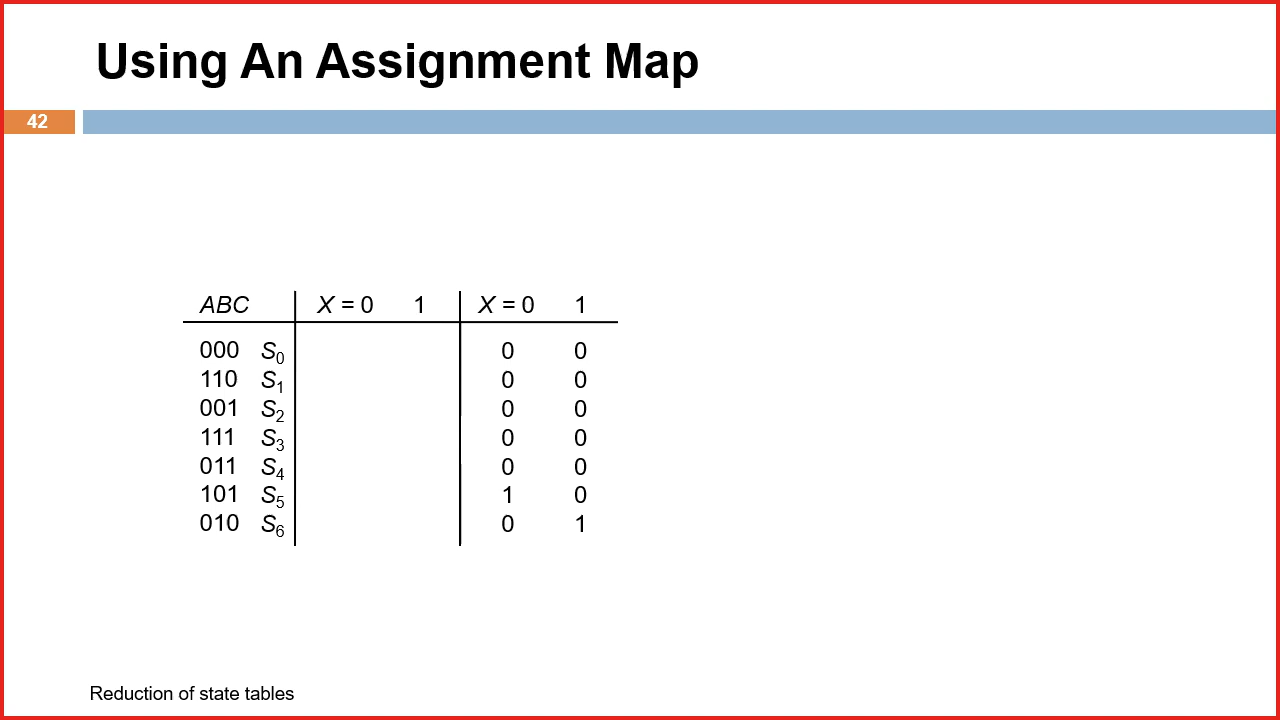 Using An Assignment Map
42
ABC X = 0 1 X = 0 1
000 S0 0 0
110 S1 0 0
001 S2 0 0
111 S3 0 0
011 S4 0 0
101 S5 1 0
010 S6 0 1
Reduction of state tables